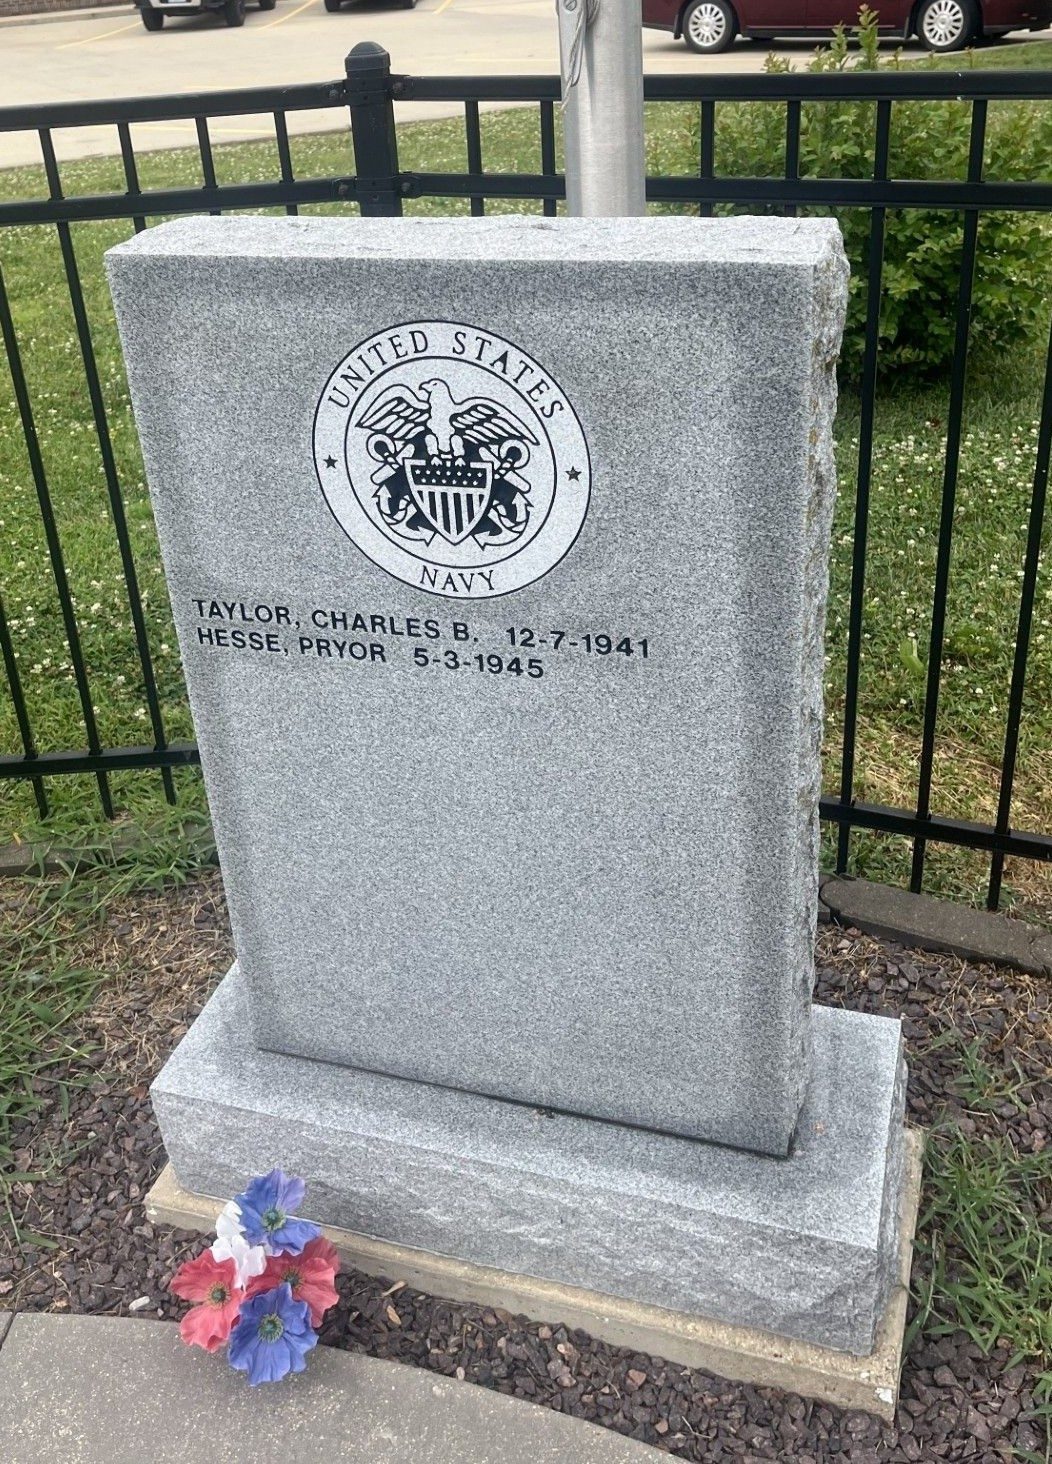 UNITED STATES
NAVY
TAYLOR, CHARLES B. 12-7-1941
HESSE, PRYOR 5-3-1945